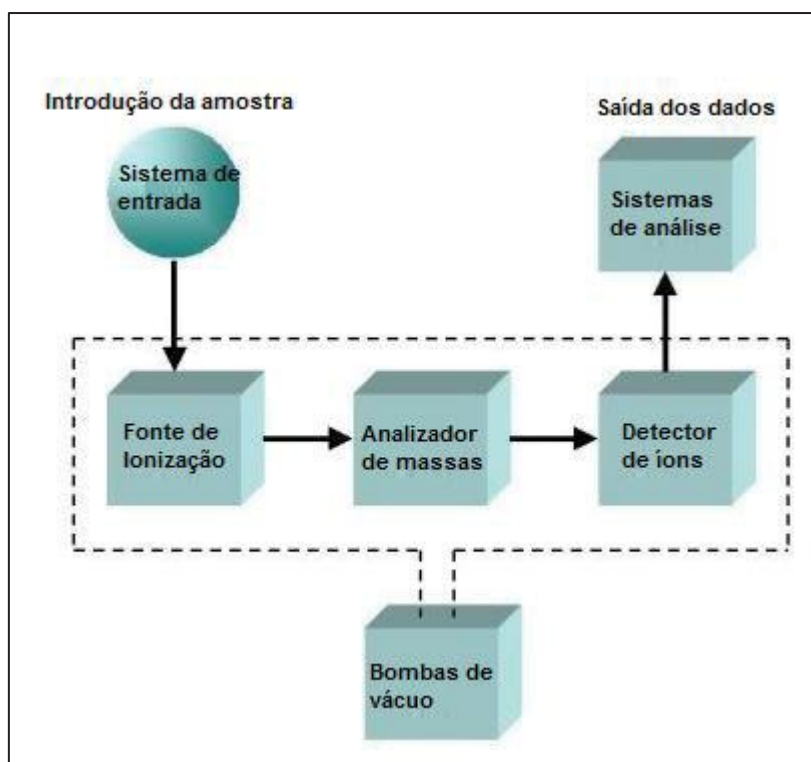 Introdução da amostra
Sistema de
entrada
Saída dos dados
Sistemas
de análise
Fonte de
Ionização
Analizador
de massas
Detector
de íons
Bombas de
vácuo